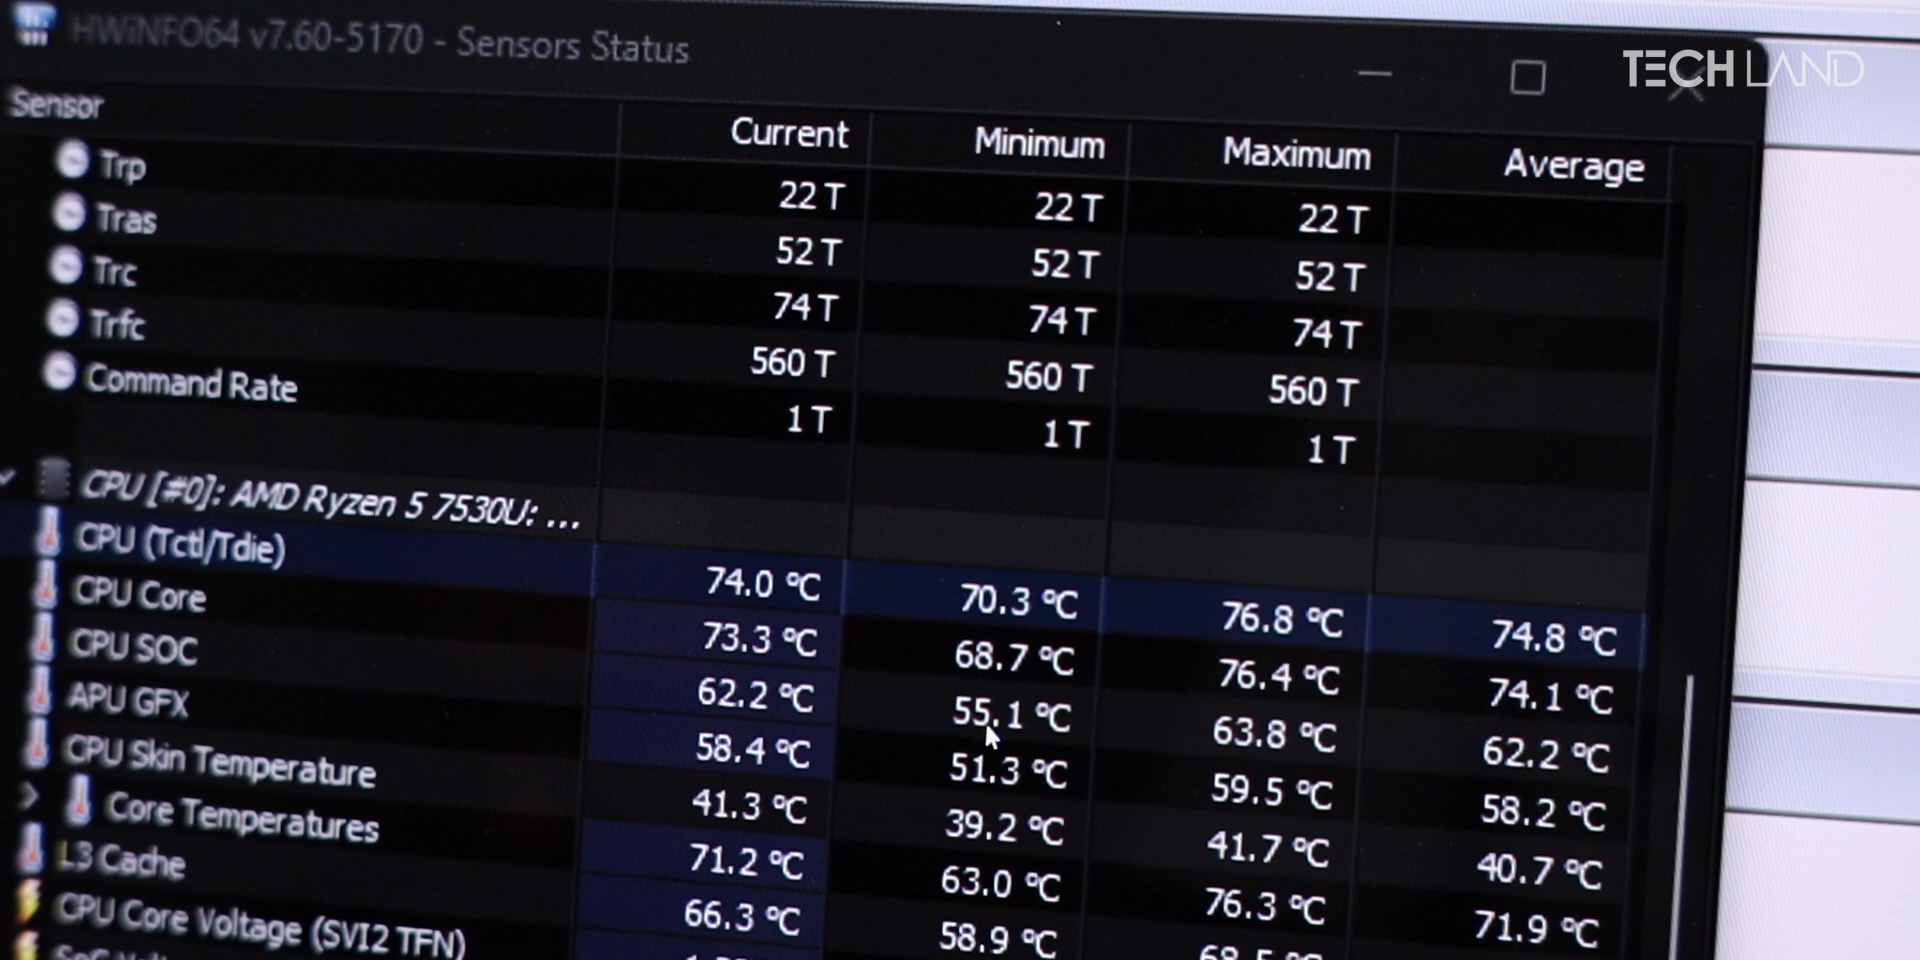 HWiNFO64 v7.60-5170 - Sensors Status
TECHLAND
Sensor Current Minimum Maximum Average
Trp 22 T 22 T 22 T
Tras 52 T 52 T 52 T
Trc 74 T 74 T 74 T
Trfc 560 T 560 T 560 T
Command Rate 1 T 1 T 1 T
CPU [#0]: AMD Ryzen 5 7530U: ...
CPU (Tctl/Tdie) 74.0 °C 70.3 °C 76.8 °C 74.8 °C
CPU Core 73.3 °C 68.7 °C 76.4 °C 74.1 °C
CPU SOC 62.2 °C 55.1 °C 63.8 °C 62.2 °C
APU GFX 58.4 °C 51.3 °C 59.5 °C 58.2 °C
CPU Skin Temperature 41.3 °C 39.2 °C 41.7 °C 40.7 °C
Core Temperatures 71.2 °C 63.0 °C 76.3 °C 71.9 °C
L3 Cache 66.3 °C 58.9 °C
CPU Core Voltage (SVI2 TFN)